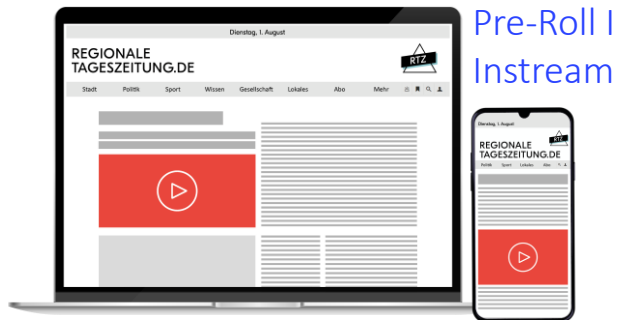 Pre-Roll I
Instream
Dienstag, 1. August
REGIONALE
TAGESZEITUNG.DE
RTZ
Stadt Politik Sport Wissen Gesellschaft Lokales Abo Mehr
Dienstag, 1. August
RTZ
REGIONALE
TAGESZEITUNG.DE
Politik Sport Lokales Abo